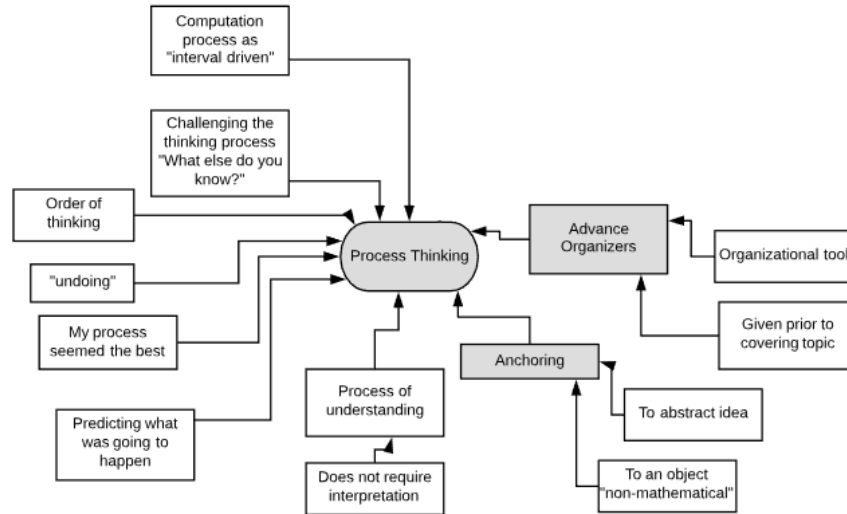 Computation
process as
"interval driven"
Challenging the
thinking process
"What else do you
know?"
Order of
thinking
"undoing"
My process
seemed the best
Predicting what
was going to
happen
Process Thinking
Process of
understanding
Does not require
interpretation
Advance
Organizers
Organizational tool
Given prior to
covering topic
Anchoring
To abstract idea
To an object
"non-mathematical"